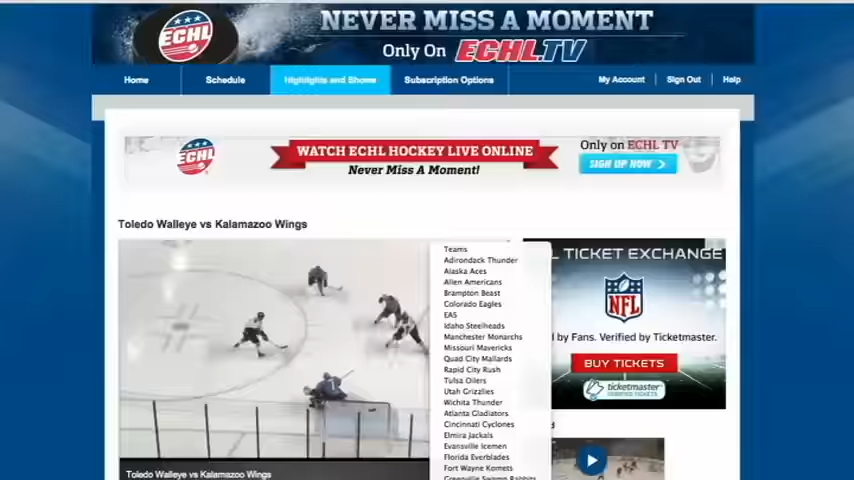 ECHL
NEVER MISS A MOMENT
Only On ECHL.TV
Home
Schedule
Highlights and Shows
Subscription Options
My Account
Sign Out
Help
ECHL
WATCH ECHL HOCKEY LIVE ONLINE
Never Miss A Moment!
Only on ECHL TV
SIGN UP NOW >
Toledo Walleye vs Kalamazoo Wings
Teams
Adirondack Thunder
Alaska Aces
Allen Americans
Brampton Beast
Colorado Eagles
EAS
Idaho Steelheads
Manchester Monarchs
Missouri Mavericks
Quad City Mallards
Rapid City Rush
Tulsa Oilers
Utah Grizzlies
Wichita Thunder
Atlanta Gladiators
Cincinnati Cyclones
Elmira Jackals
Evansville Icemen
Florida Everblades
Fort Wayne Komets
Greenville Swamp Rabbits
L TICKET EXCHANGE
NFL
d by Fans. Verified by Ticketmaster.
BUY TICKETS
ticketmaster
VERIFIED TICKETS
d
Toledo Walleye vs Kalamazoo Wings